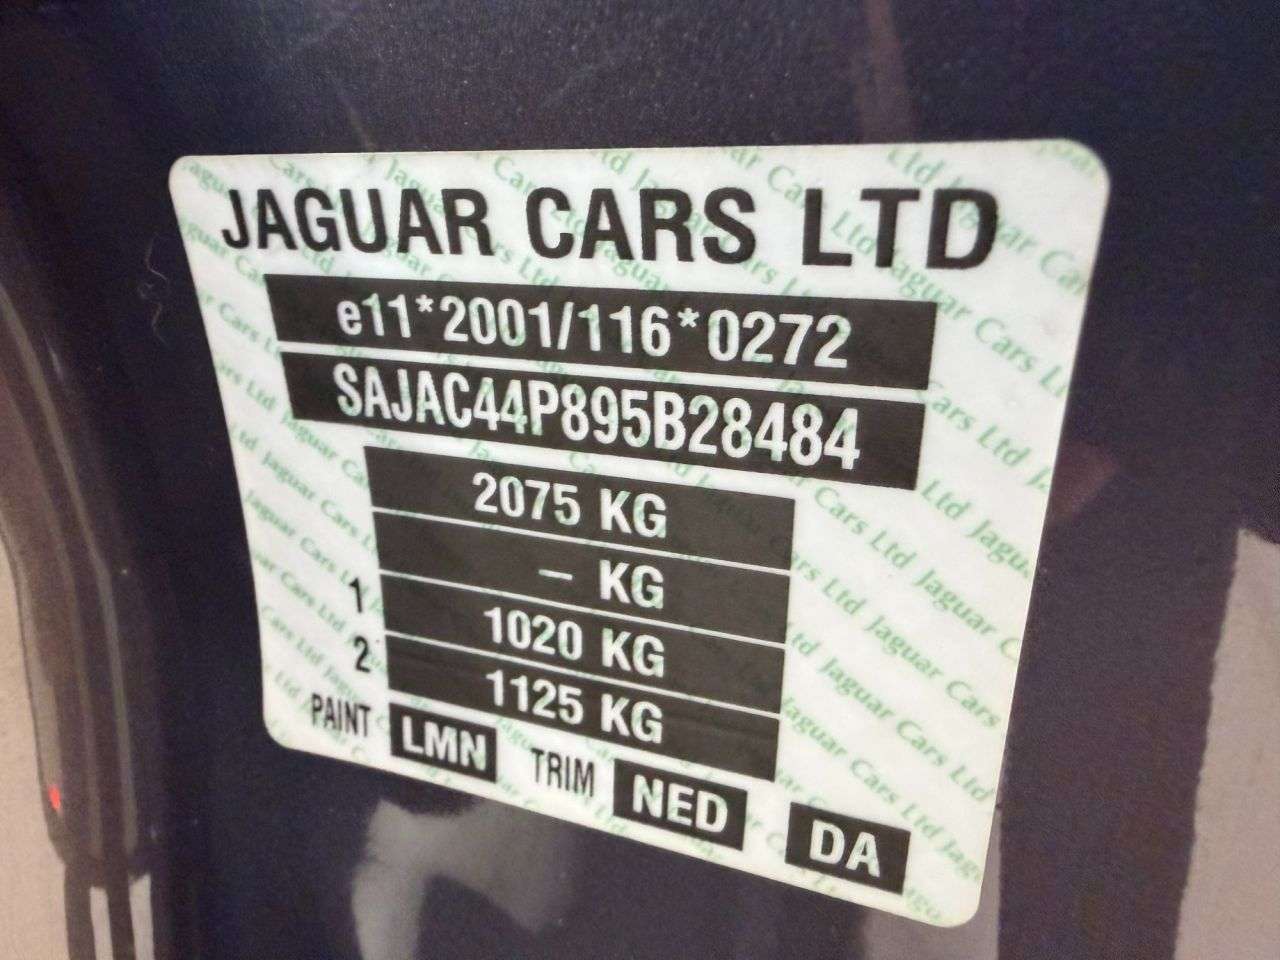 JAGUAR CARS LTD
e11*2001/116*0272
SAJAC44P895B28484
2075 KG
– KG
1 1020 KG
2 1125 KG
PAINT LMN TRIM NED DA